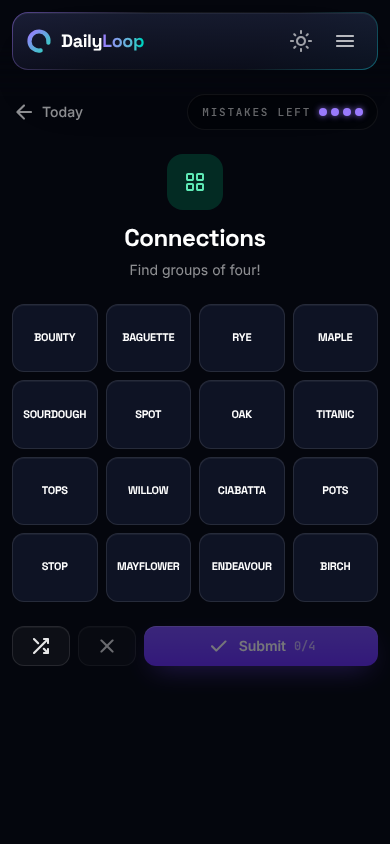 DailyLoop
Today
MISTAKES LEFT
Connections
Find groups of four!
BOUNTY BAGUETTE RYE MAPLE
SOURDOUGH SPOT OAK TITANIC
TOPS WILLOW CIABATTA POTS
STOP MAYFLOWER ENDEAVOUR BIRCH
Submit 0/4